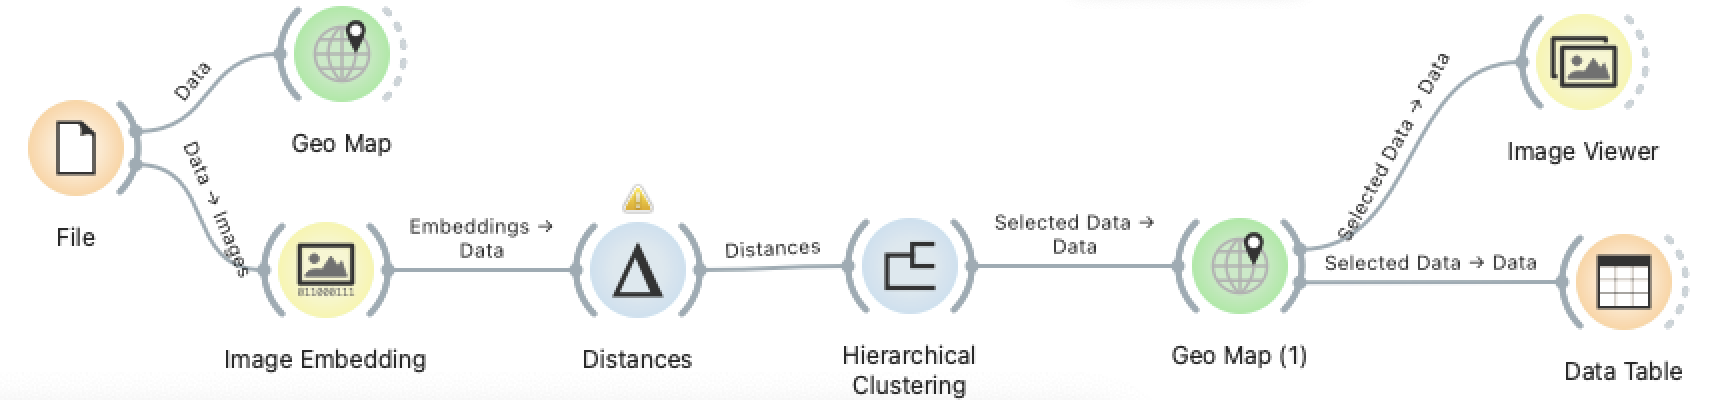 Data
Geo Map
File
Data → Images
Image Embedding
011000111
Embeddings →
Data
Distances
Distances
Hierarchical
Clustering
Selected Data →
Data
Geo Map (1)
Selected Data → Data
Image Viewer
Selected Data → Data
Data Table